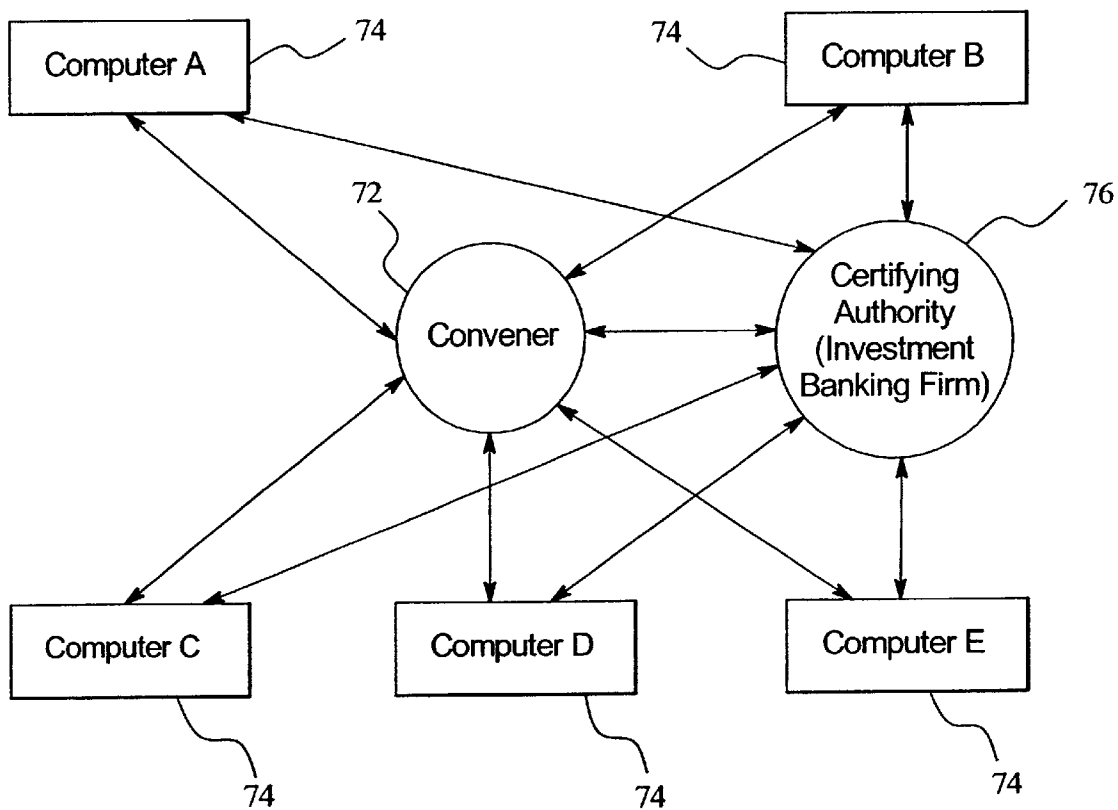 Computer A
74
74
Computer B
72
76
Convener
Certifying
Authority
(Investment
Banking Firm)
Computer C
Computer D
Computer E
74
74
74